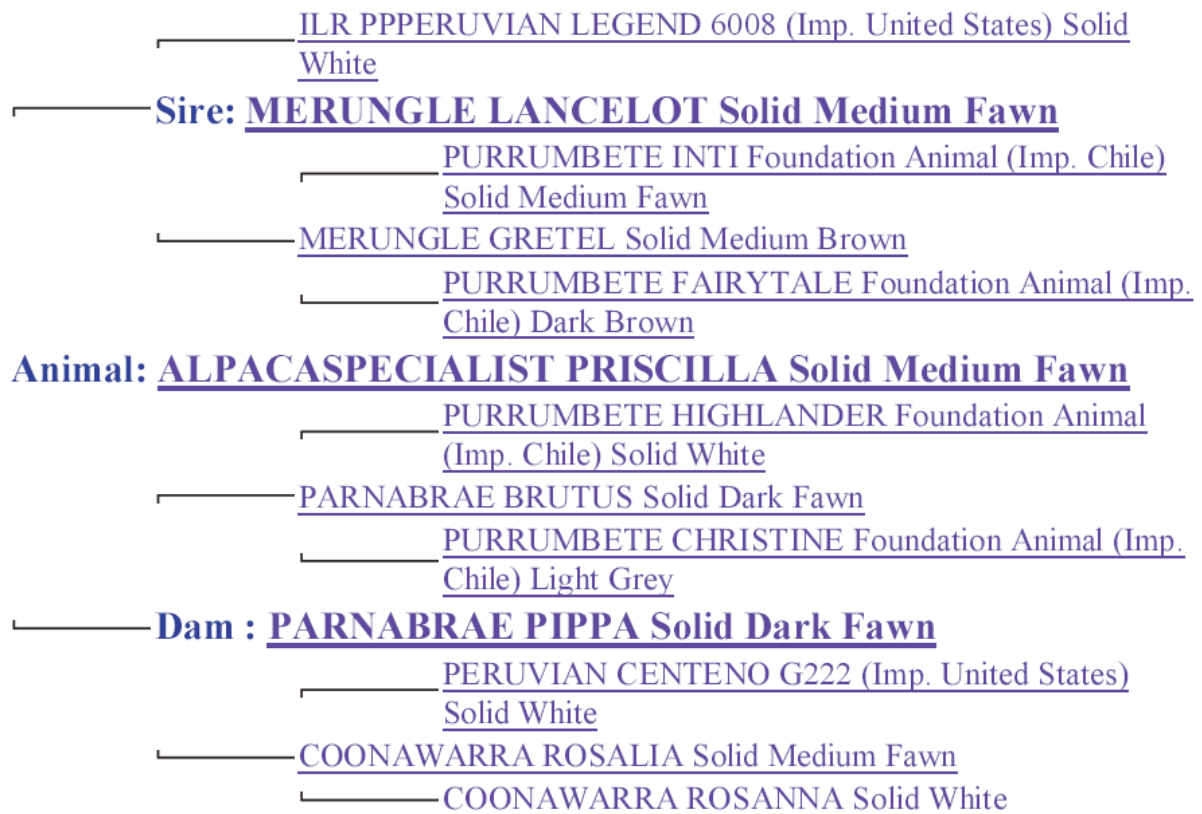 ILR PPPERUVIAN LEGEND 6008 (Imp. United States) Solid
White
Sire: MERUNGLE LANCELOT Solid Medium Fawn
PURRUMBETE INTI Foundation Animal (Imp. Chile)
Solid Medium Fawn
MERUNGLE GRETEL Solid Medium Brown
PURRUMBETE FAIRYTALE Foundation Animal (Imp.
Chile) Dark Brown
Animal: ALPACASPECIALIST PRISCILLA Solid Medium Fawn
PURRUMBETE HIGHLANDER Foundation Animal
(Imp. Chile) Solid White
PARNABRAE BRUTUS Solid Dark Fawn
PURRUMBETE CHRISTINE Foundation Animal (Imp.
Chile) Light Grey
Dam : PARNABRAE PIPPA Solid Dark Fawn
PERUVIAN CENTENO G222 (Imp. United States)
Solid White
COONAWARRA ROSALIA Solid Medium Fawn
COONAWARRA ROSANNA Solid White